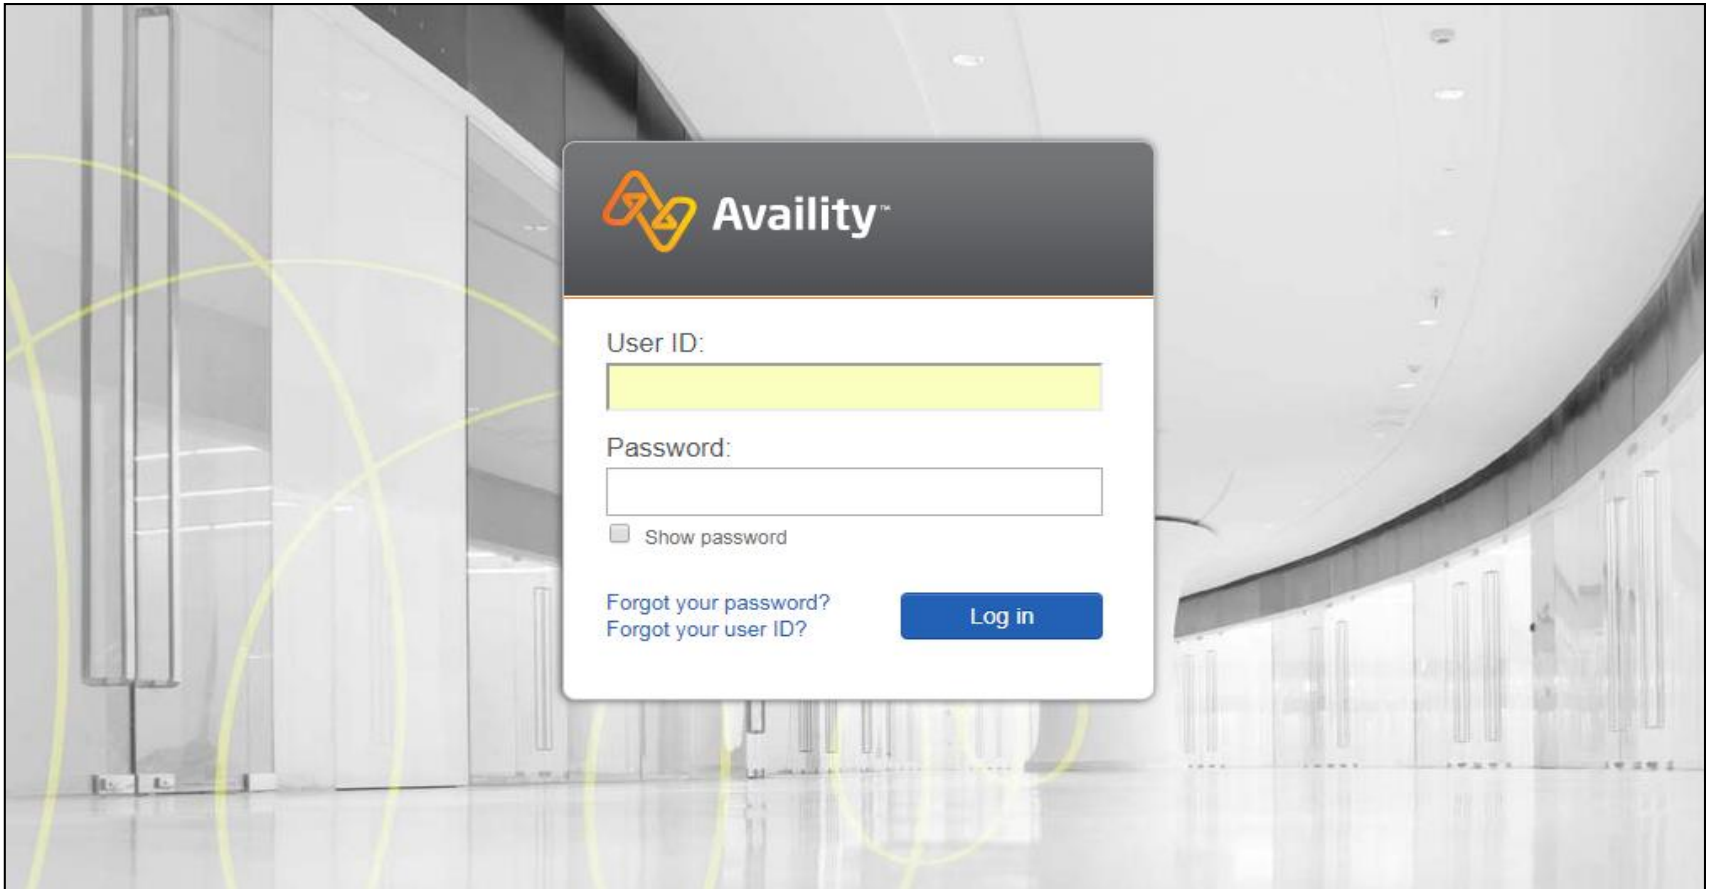 Availity™
User ID:
Password:
Show password
Forgot your password?
Forgot your user ID?
Log in